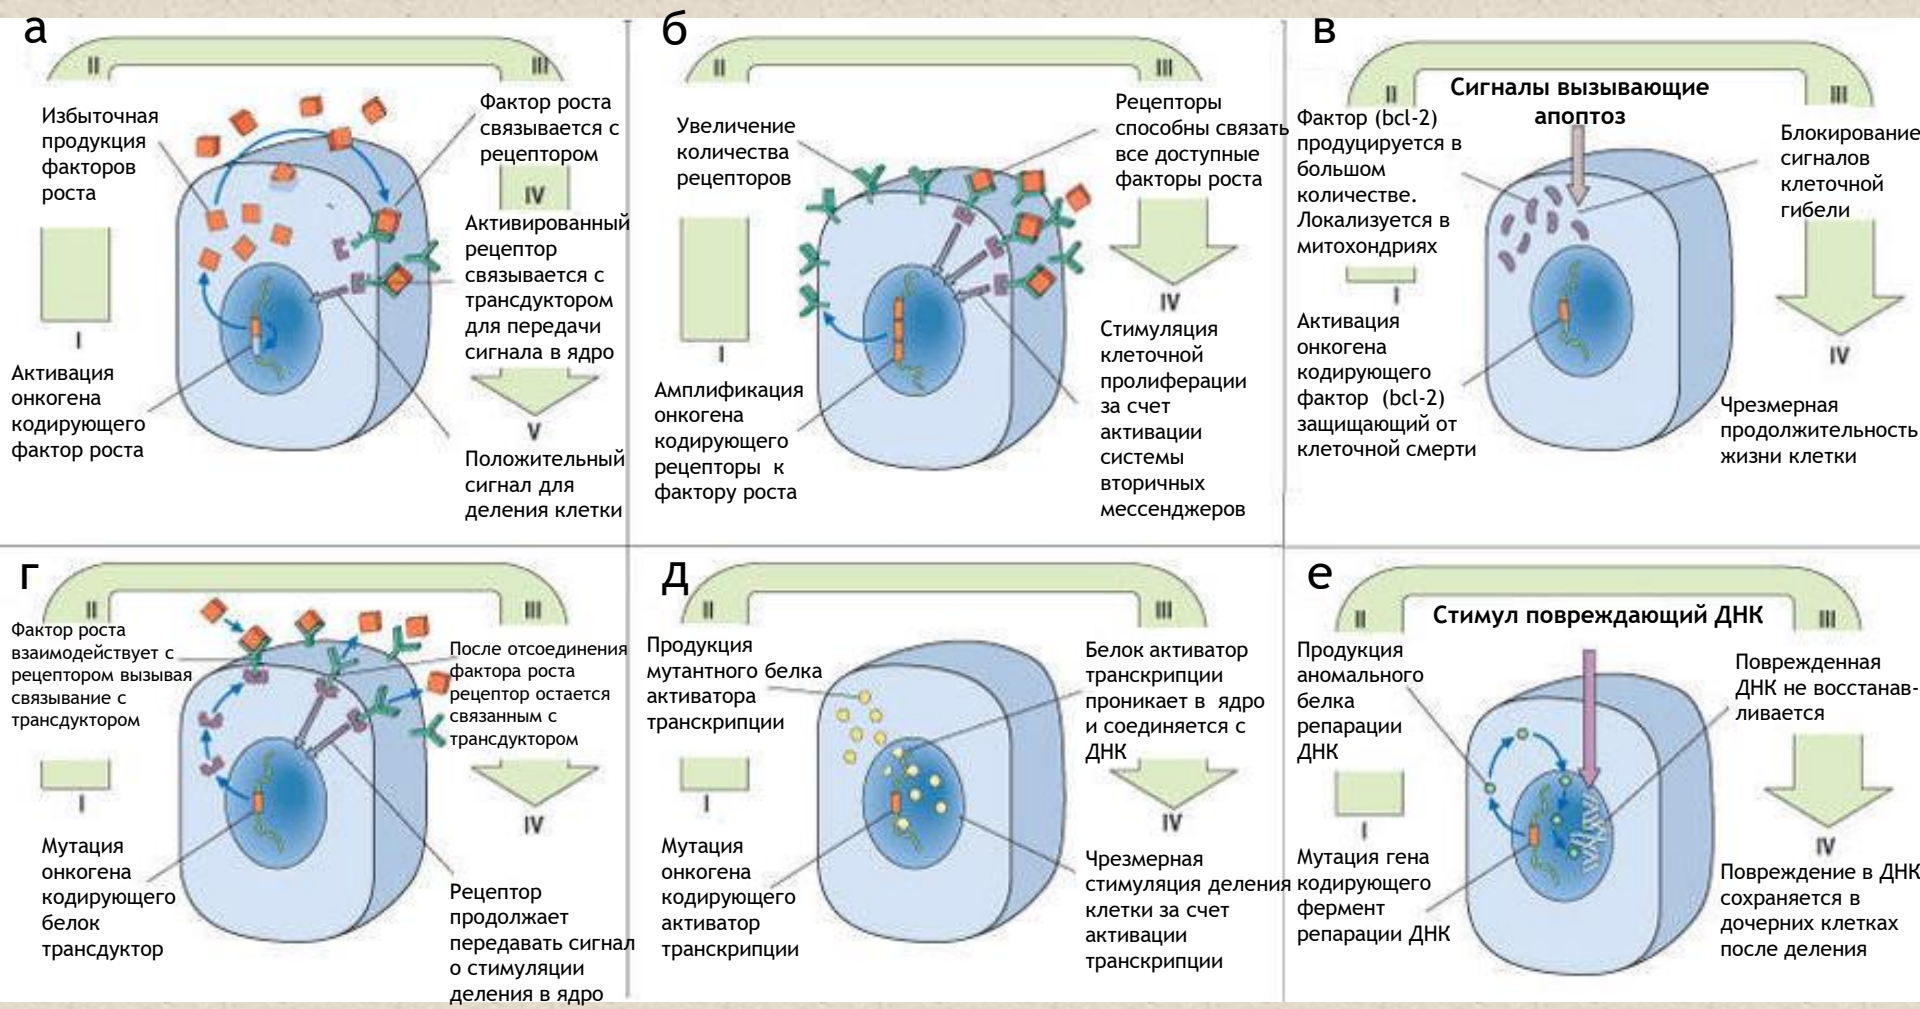 а
II
III
Избыточная
продукция
факторов
роста
Фактор роста
связывается с
рецептором
IV
Активированный
рецептор
связывается с
трансдуктором
для передачи
сигнала в ядро
I
Активация
онкогена
кодирующего
фактор роста
V
Положительный
сигнал для
деления клетки
б
II
III
Увеличение
количества
рецепторов
Рецепторы
способны связать
все доступные
факторы роста
I
Амплификация
онкогена
кодирующего
рецепторы к
фактору роста
IV
Стимуляция
клеточной
пролиферации
за счет
активации
системы
вторичных
мессенджеров
в
II
III
Сигналы вызывающие
апоптоз
Фактор (bcl-2)
продуцируется в
большом
количестве.
Локализуется в
митохондриях
Блокирование
сигналов
клеточной
гибели
I
Активация
онкогена
кодирующего
фактор (bcl-2)
защищающий от
клеточной смерти
IV
Чрезмерная
продолжительность
жизни клетки
г
II
III
Фактор роста
взаимодействует с
рецептором вызывая
связывание с
трансдуктором
После отсоединения
фактора роста
рецептор остается
связанным с
трансдуктором
I
Мутация
онкогена
кодирующего
белок
трансдуктор
IV
Рецептор
продолжает
передавать сигнал
о стимуляции
деления в ядро
д
II
III
Продукция
мутантного белка
активатора
транскрипции
Белок активатор
транскрипции
проникает в ядро
и соединяется с
ДНК
I
Мутация
онкогена
кодирующего
активатор
транскрипции
IV
Чрезмерная
стимуляция деления
клетки за счет
активации
транскрипции
е
II
III
Стимул повреждающий ДНК
Продукция
аномального
белка
репарации
ДНК
Поврежденная
ДНК не восстанав-
ливается
I
Мутация гена
кодирующего
фермент
репарации ДНК
IV
Повреждение в ДНК
сохраняется в
дочерних клетках
после деления